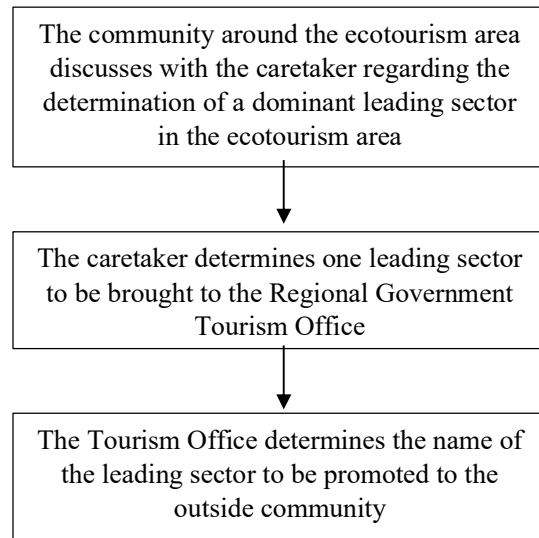 The community around the ecotourism area
discusses with the caretaker regarding the
determination of a dominant leading sector
in the ecotourism area
The caretaker determines one leading sector
to be brought to the Regional Government
Tourism Office
The Tourism Office determines the name of
the leading sector to be promoted to the
outside community